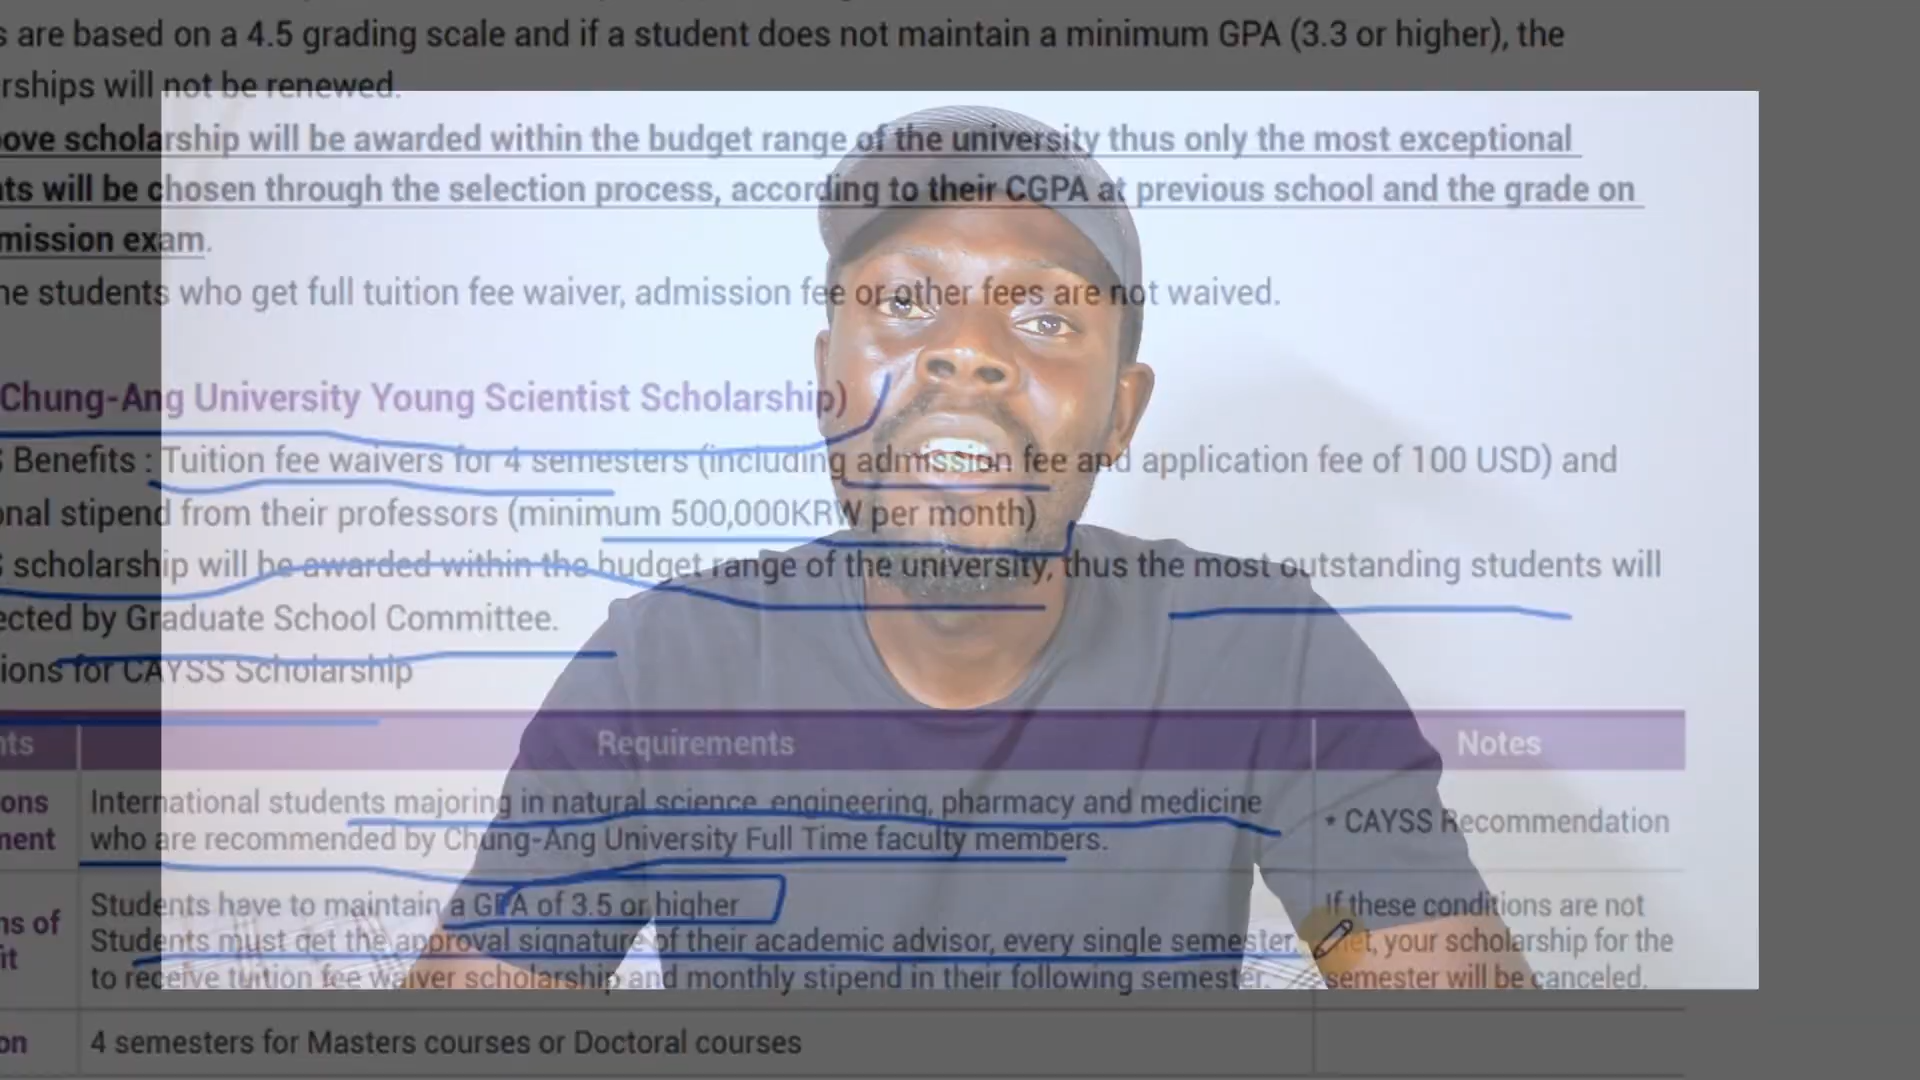 s are based on a 4.5 grading scale and if a student does not maintain a minimum GPA (3.3 or higher), the
rships will not be renewed.
ove scholarship will be awarded within the budget range of the university thus only the most exceptional
nts will be chosen through the selection process, according to their CGPA at previous school and the grade on
mission exam.
ne students who get full tuition fee waiver, admission fee or other fees are not waived.
Chung-Ang University Young Scientist Scholarship)
S Benefits : Tuition fee waivers for 4 semesters (including admission fee and application fee of 100 USD) and
onal stipend from their professors (minimum 500,000KRW per month)
S scholarship will be awarded within the budget range of the university, thus the most outstanding students will
ected by Graduate School Committee.
ions for CAYSS Scholarship
nts Requirements Notes
ons International students majoring in natural science, engineering, pharmacy and medicine
ment who are recommended by Chung-Ang University Full Time faculty members.
* CAYSS Recommendation
Students have to maintain a GPA of 3.5 or higher If these conditions are not
ns of Students must get the approval signature of their academic advisor, every single semester. met, your scholarship for the
it to receive tuition fee waiver scholarship and monthly stipend in their following semester. semester will be canceled.
on 4 semesters for Masters courses or Doctoral courses